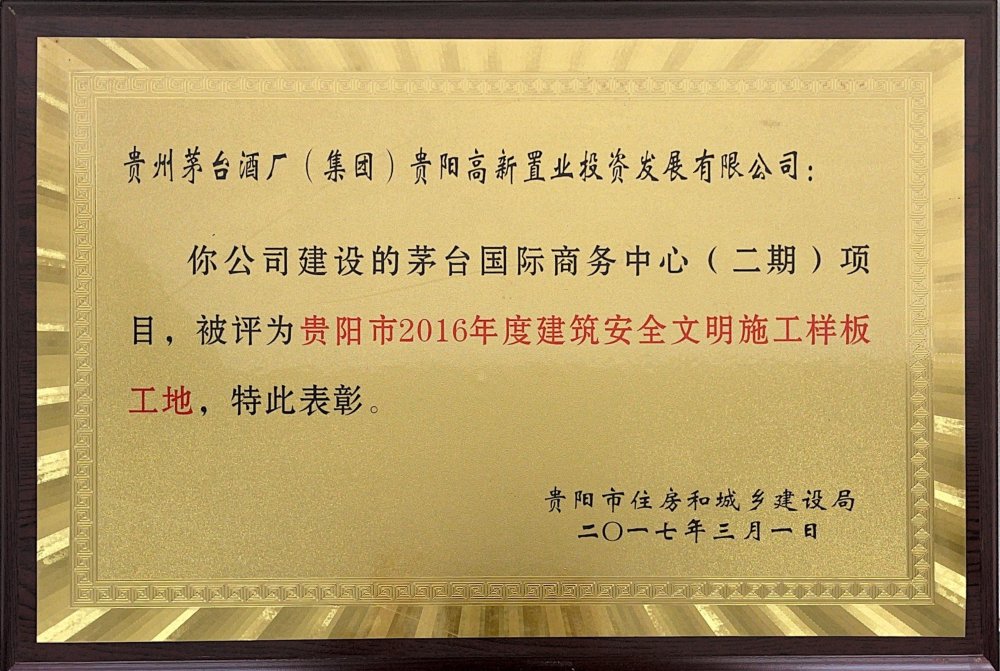 贵州茅台酒厂（集团）贵阳高新置业投资发展有限公司：
你公司建设的茅台国际商务中心（二期）项
目，被评为贵阳市2016年度建筑安全文明施工样板
工地，特此表彰。
贵阳市住房和城乡建设局
二〇一七年三月一日